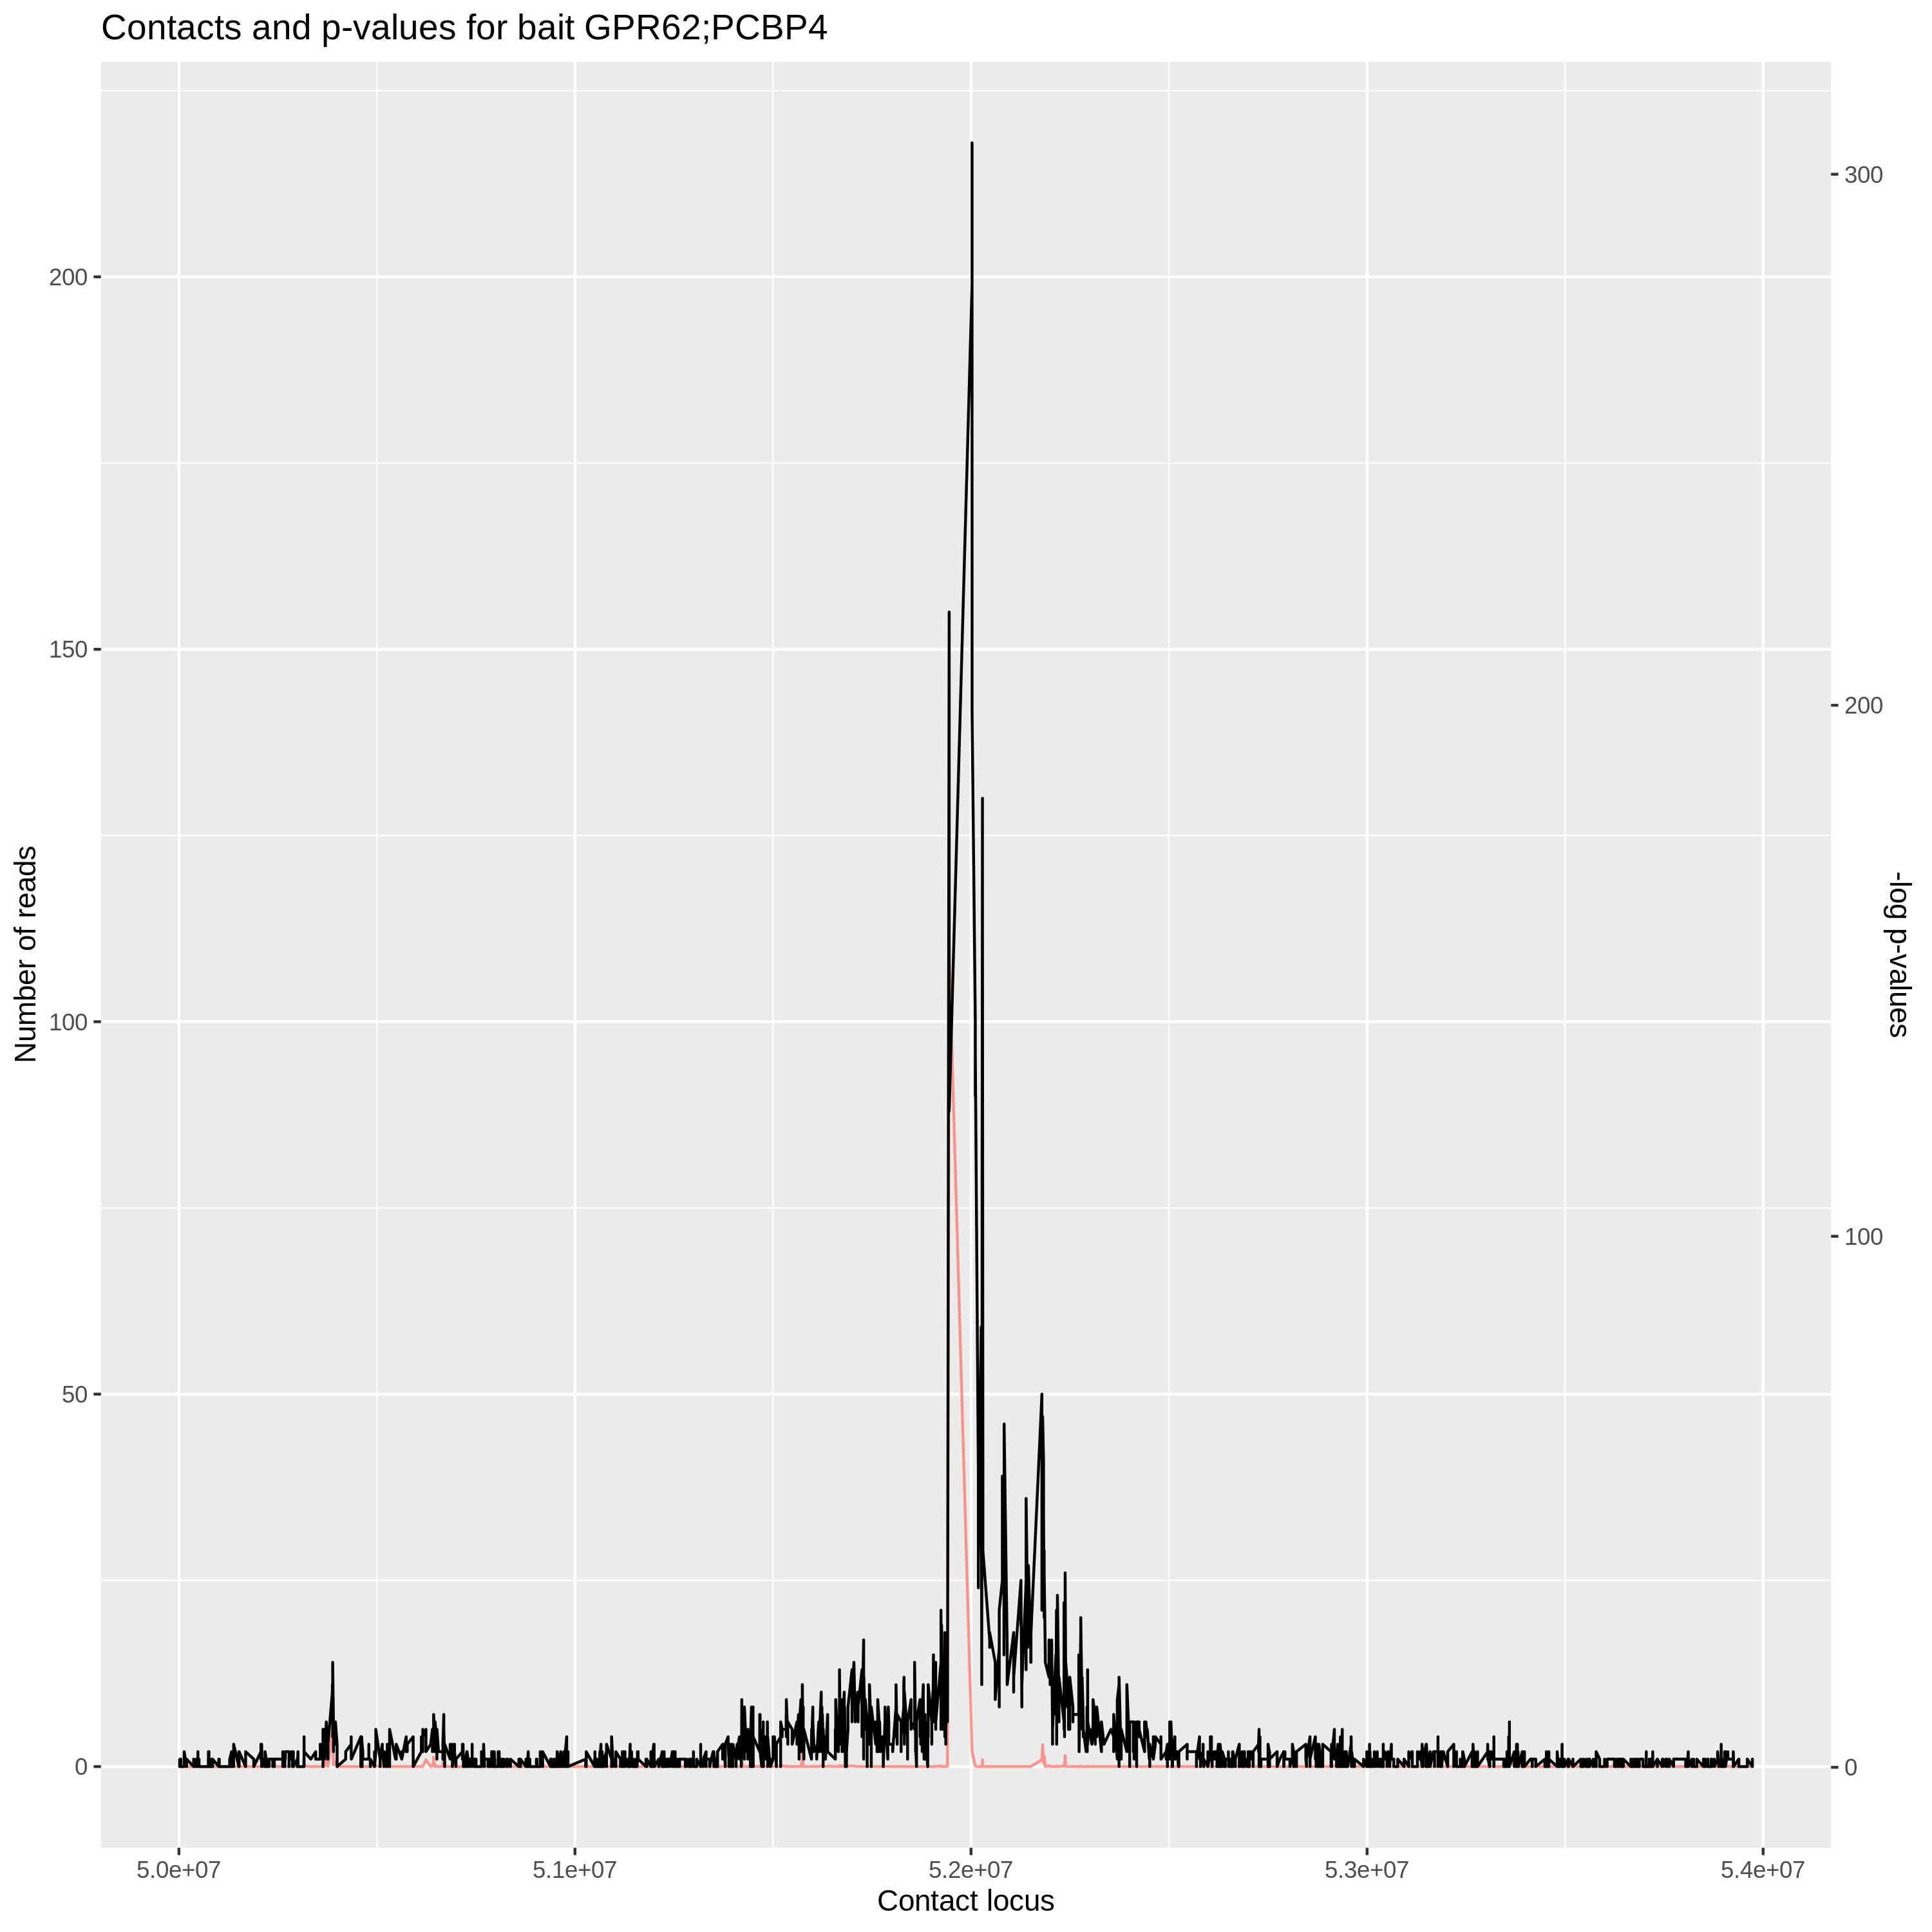 Contacts and p-values for bait GPR62;PCBP4
300
200
200
150
100
100
50
0
0
Number of reads
-log p-values
5.0e+07 5.1e+07 5.2e+07 5.3e+07 5.4e+07
Contact locus